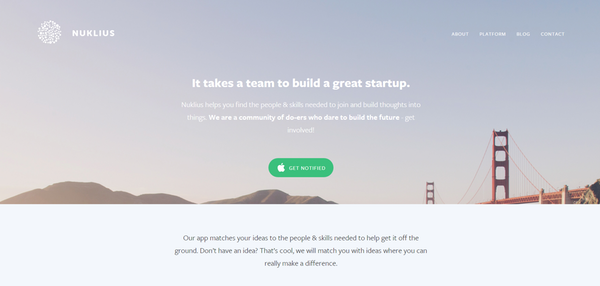 NUKLIUS
ABOUT PLATFORM BLOG CONTACT
It takes a team to build a great startup.
Nuklius helps you find the people & skills needed to join and build thoughts into
things. We are a community of do-ers who dare to build the future - get
involved!
GET NOTIFIED
Our app matches your ideas to the people & skills needed to help get it off the
ground. Don't have an idea? That's cool, we will match you with ideas where you can
really make a difference.